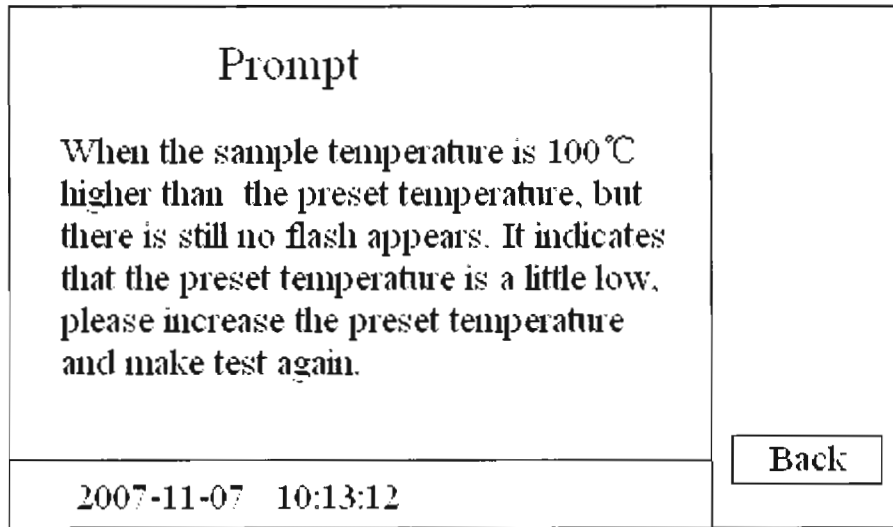 Prompt
When the sample temperature is 100℃
higher than the preset temperature, but
there is still no flash appears. It indicates
that the preset temperature is a little low,
please increase the preset temperature
and make test again.
Back
2007-11-07 10:13:12